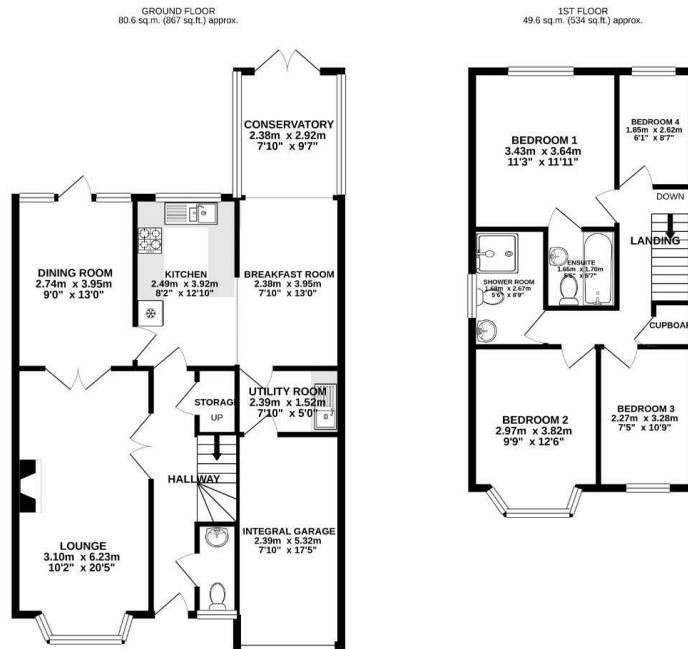 GROUND FLOOR
80.6 sq.m. (867 sq.ft.) approx.
CONSERVATORY
2.38m x 2.92m
7'10" x 9'7"
DINING ROOM
2.74m x 3.95m
9'0" x 13'0"
KITCHEN
2.49m x 3.92m
8'2" x 12'10"
BREAKFAST ROOM
2.38m x 3.95m
7'10" x 13'0"
STORAGE
UP
UTILITY ROOM
2.39m x 1.52m
7'10" x 5'0"
HALLWAY
LOUNGE
3.10m x 6.23m
10'2" x 20'5"
INTEGRAL GARAGE
2.39m x 5.32m
7'10" x 17'5"
1ST FLOOR
49.6 sq.m. (534 sq.ft.) approx.
BEDROOM 1
3.43m x 3.64m
11'3" x 11'11"
BEDROOM 4
1.85m x 2.62m
6'1" x 8'7"
DOWN
LANDING
ENSUITE
1.65m x 1.70m
5'5" x 5'7"
SHOWER ROOM
1.68m x 2.67m
5'6" x 8'9"
CUPBOAR
BEDROOM 2
2.97m x 3.82m
9'9" x 12'6"
BEDROOM 3
2.27m x 3.28m
7'5" x 10'9"